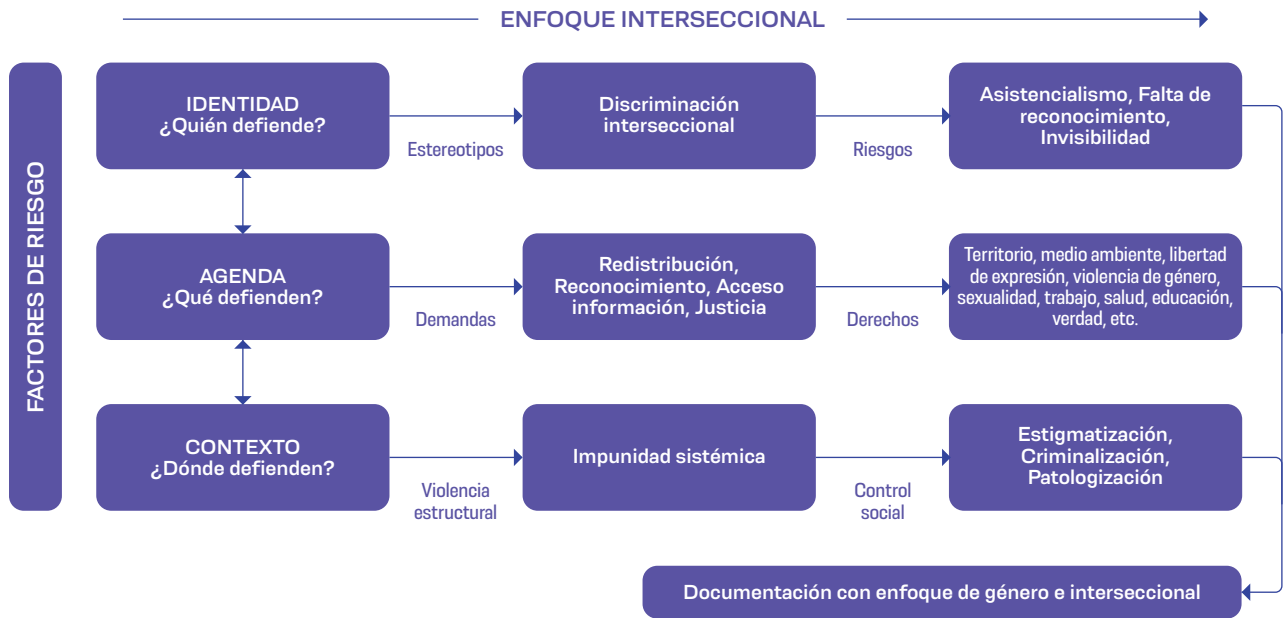 ENFOQUE INTERSECCIONAL
FACTORES DE RIESGO
IDENTIDAD
¿Quién defiende?
Estereotipos
Discriminación
interseccional
Riesgos
Asistencialismo, Falta de
reconocimiento,
Invisibilidad
AGENDA
¿Qué defienden?
Demandas
Redistribución,
Reconocimiento, Acceso
información, Justicia
Derechos
Territorio, medio ambiente, libertad
de expresión, violencia de género,
sexualidad, trabajo, salud, educación,
verdad, etc.
CONTEXTO
¿Dónde defienden?
Violencia
estructural
Impunidad sistémica
Control
social
Estigmatización,
Criminalización,
Patologización
Documentación con enfoque de género e interseccional